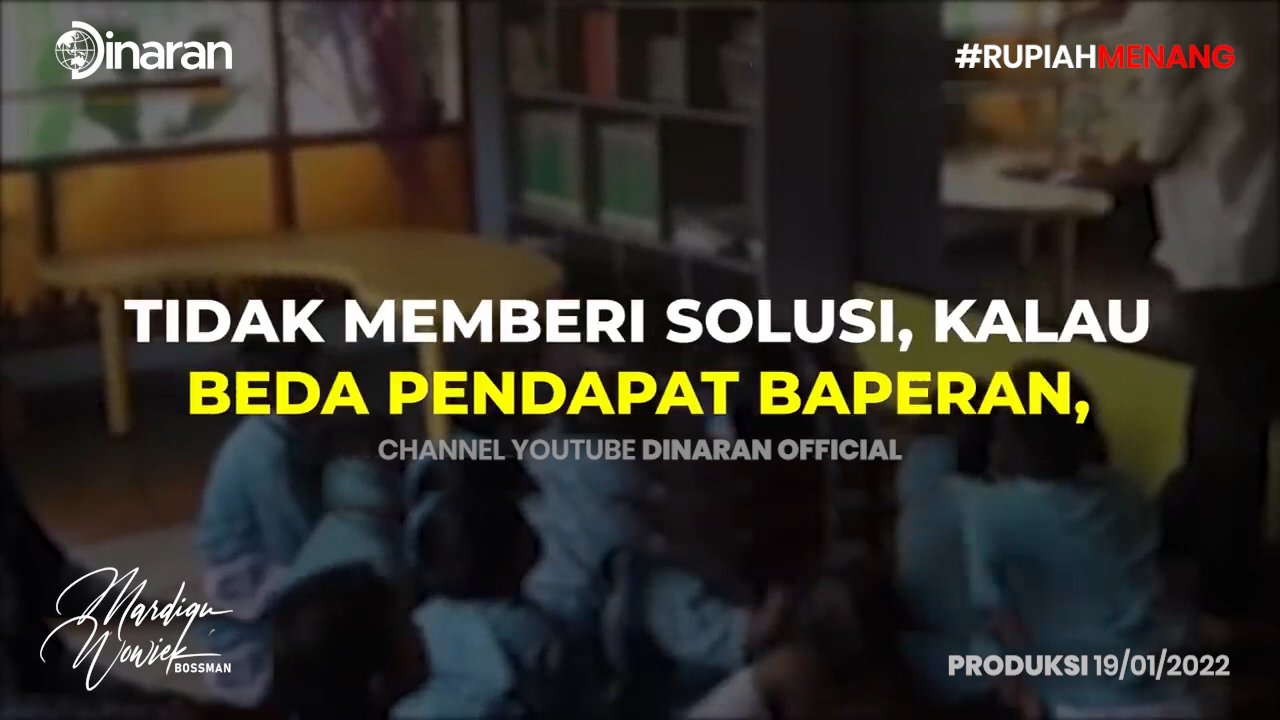 Dinaran
#RUPIAHMENANG
TIDAK MEMBERI SOLUSI, KALAU
BEDA PENDAPAT BAPERAN,
CHANNEL YOUTUBE DINARAN OFFICIAL
Mardigu
Wowiek
BOSSMAN
PRODUKSI 19/01/2022